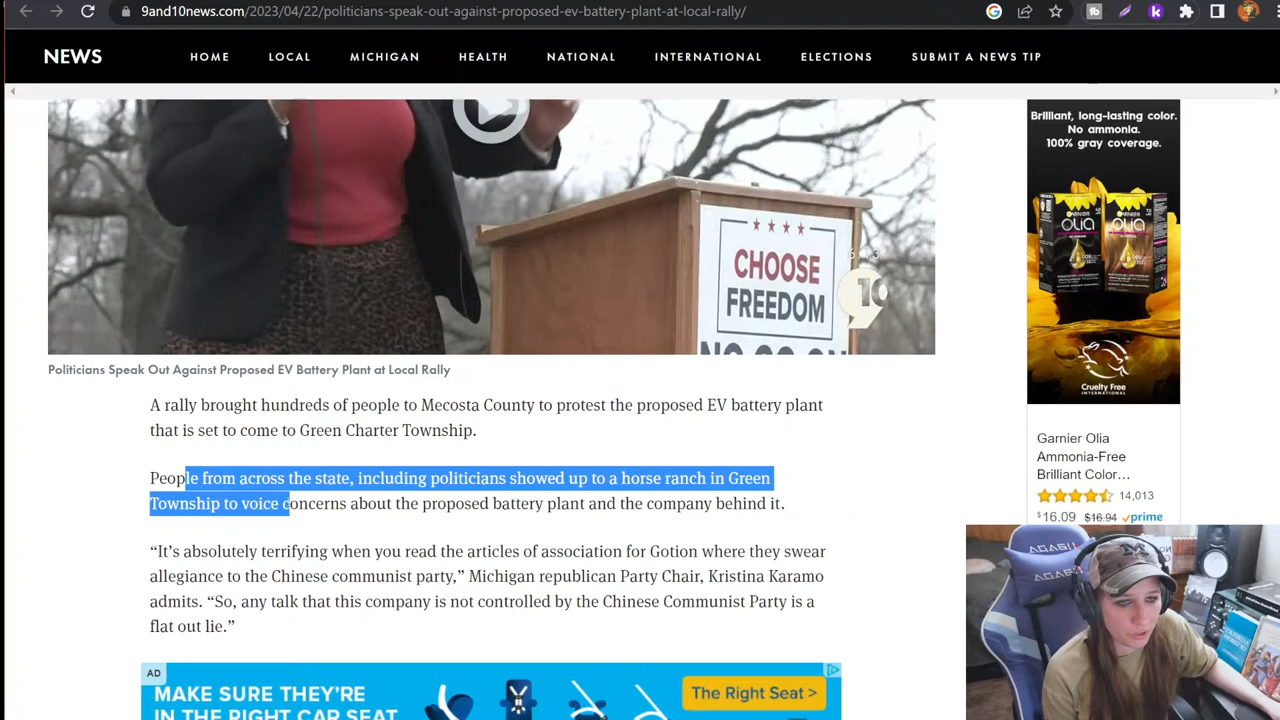 9and10news.com/2023/04/22/politicians-speak-out-against-proposed-ev-battery-plant-at-local-rally/
NEWS
HOME
LOCAL
MICHIGAN
HEALTH
NATIONAL
INTERNATIONAL
ELECTIONS
SUBMIT A NEWS TIP
CHOOSE
FREEDOM
Politicians Speak Out Against Proposed EV Battery Plant at Local Rally
A rally brought hundreds of people to Mecosta County to protest the proposed EV battery plant
that is set to come to Green Charter Township.
People from across the state, including politicians showed up to a horse ranch in Green
Township to voice concerns about the proposed battery plant and the company behind it.
“It’s absolutely terrifying when you read the articles of association for Gotion where they swear
allegiance to the Chinese communist party,” Michigan republican Party Chair, Kristina Karamo
admits. “So, any talk that this company is not controlled by the Chinese Communist Party is a
flat out lie.”
AD
MAKE SURE THEY'RE
IN THE RIGHT CAR SEAT
The Right Seat >
Brilliant, long-lasting color.
No ammonia.
100% gray coverage.
GARNIER
OLIA
GARNIER
OLIA
Cruelty Free
INTERNATIONAL
Garnier Olia
Ammonia-Free
Brilliant Color...
14,013
$16.09 $16.94 prime
AGASI